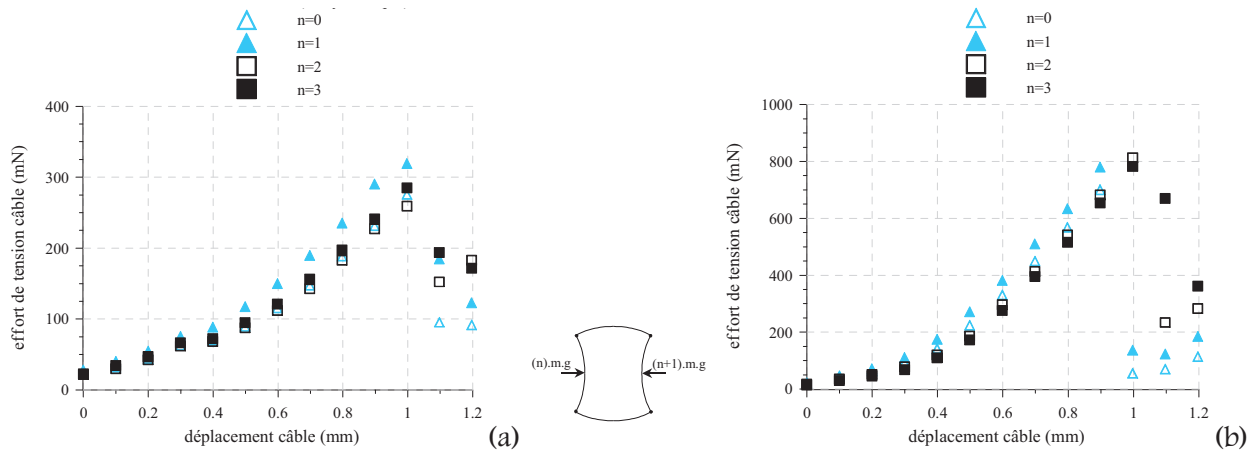 n=0
n=1
n=2
n=3
400
300
200
100
0
effort de tension câble (mN)
0
0.2
0.4
0.6
0.8
1
1.2
déplacement câble (mm)
(a)
(n).m.g
(n+1).m.g
n=0
n=1
n=2
n=3
1000
800
600
400
200
0
effort de tension câble (mN)
0
0.2
0.4
0.6
0.8
1
1.2
déplacement câble (mm)
(b)